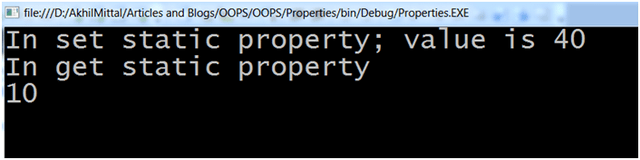 file:///D:/AkhilMittal/Articles and Blogs/OOPS/OOPS/Properties/bin/Debug/Properties.EXE
In set static property; value is 40
In get static property
10